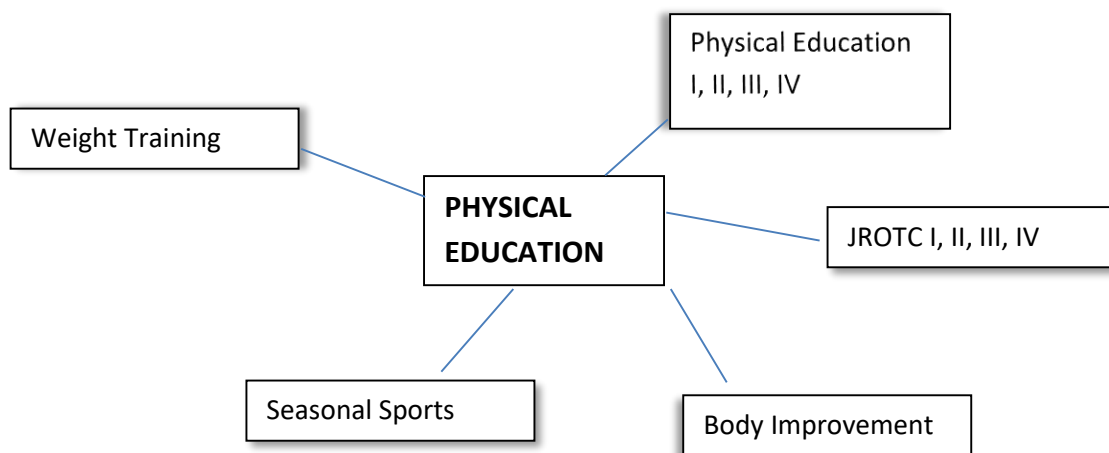 Physical Education
I, II, III, IV
Weight Training
PHYSICAL
EDUCATION
JROTC I, II, III, IV
Seasonal Sports
Body Improvement